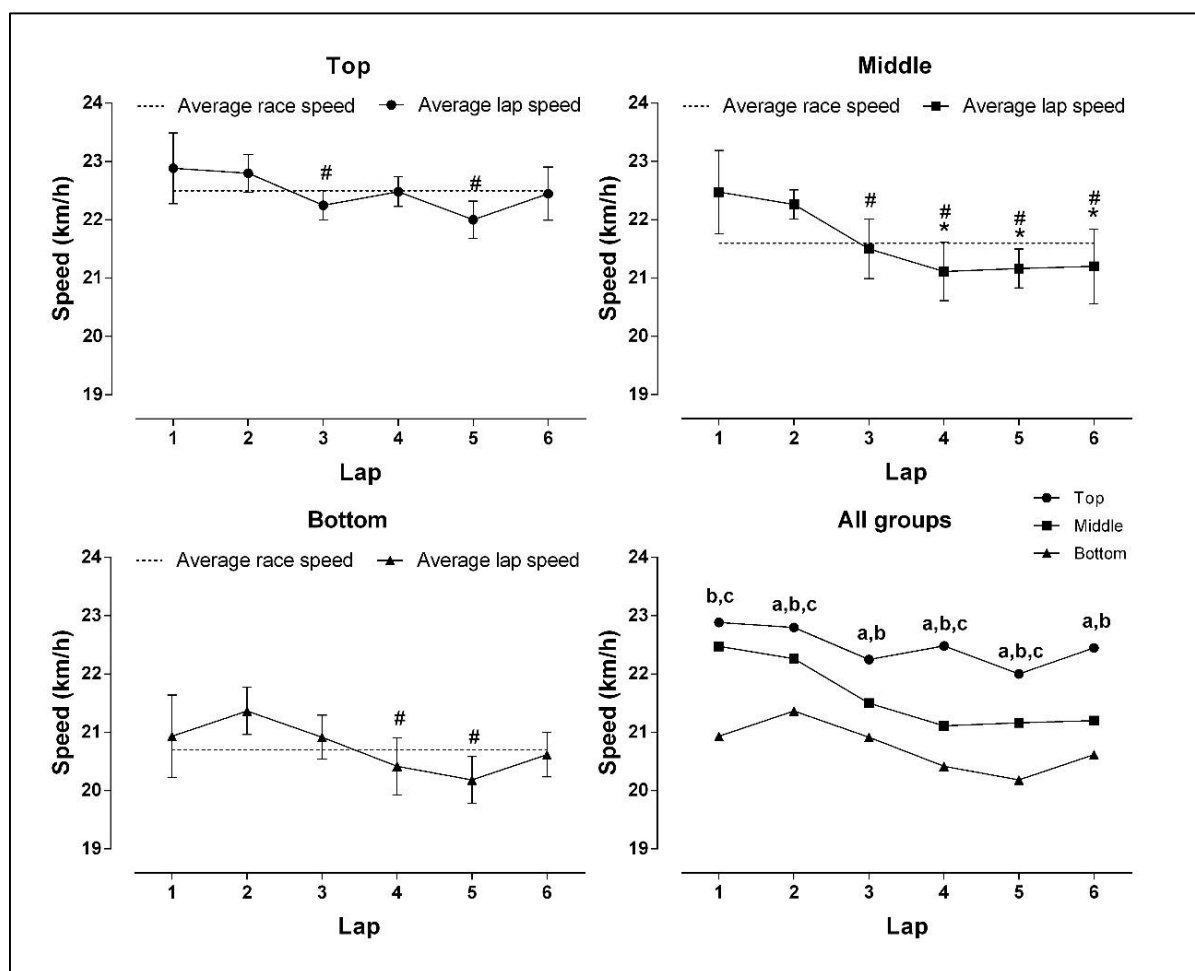 Top
Average race speed Average lap speed
Speed (km/h)
24
23
22
21
20
19
# #
1 2 3 4 5 6
Lap
Middle
Average race speed Average lap speed
Speed (km/h)
24
23
22
21
20
19
# # # #
* * *
1 2 3 4 5 6
Lap
Bottom
Average race speed Average lap speed
Speed (km/h)
24
23
22
21
20
19
# #
1 2 3 4 5 6
Lap
All groups
Top
Middle
Bottom
Speed (km/h)
24
23
22
21
20
19
b,c a,b,c a,b a,b,c a,b,c a,b
1 2 3 4 5 6
Lap